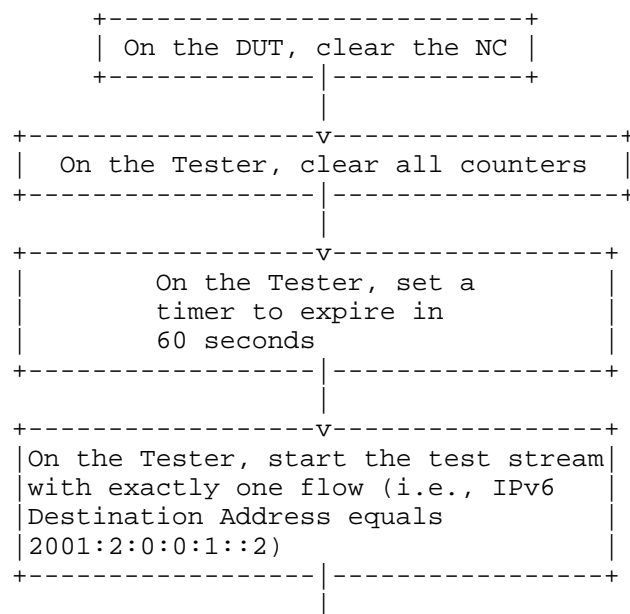 On the DUT, clear the NC
On the Tester, clear all counters
On the Tester, set a
timer to expire in
60 seconds
On the Tester, start the test stream
with exactly one flow (i.e., IPv6
Destination Address equals
2001:2:0:0:1::2)